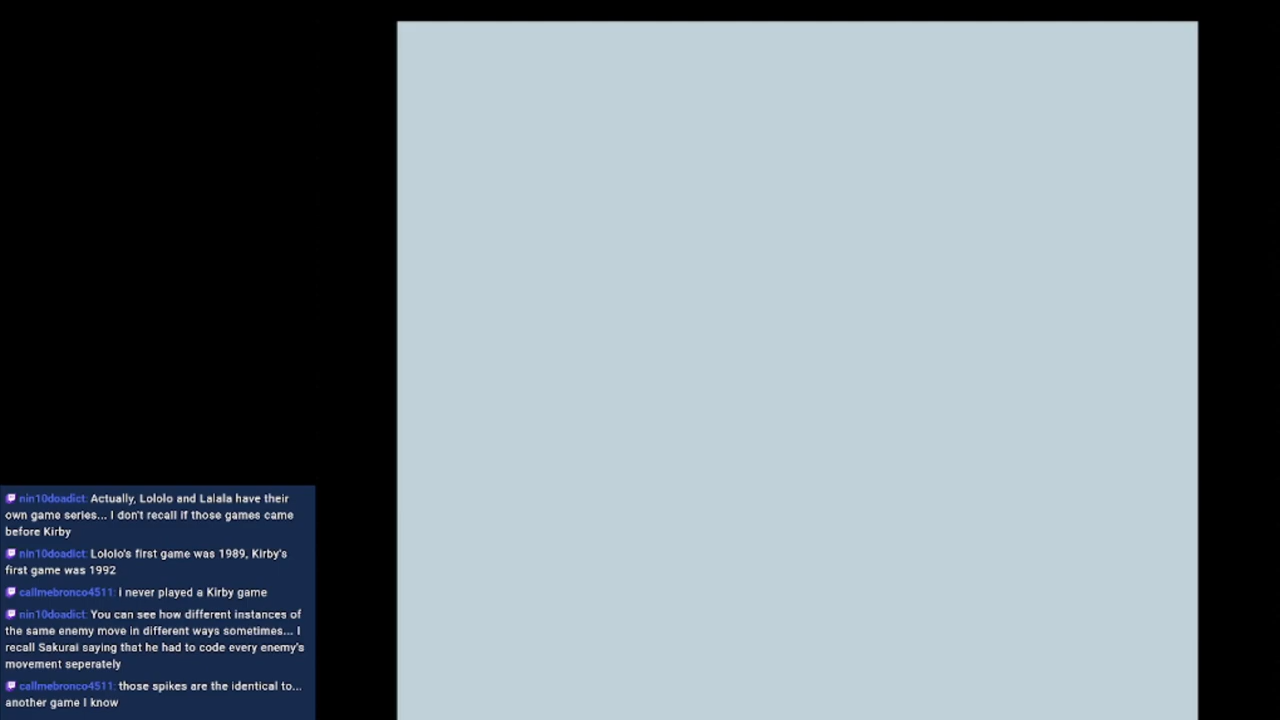 nin10doadict: Actually, Lololo and Lalala have their
own game series... I don't recall if those games came
before Kirby
nin10doadict: Lololo's first game was 1989, Kirby's
first game was 1992
callmebronco4511: i never played a Kirby game
nin10doadict: You can see how different instances of
the same enemy move in different ways sometimes... I
recall Sakurai saying that he had to code every enemy's
movement seperately
callmebronco4511: those spikes are the identical to...
another game I know